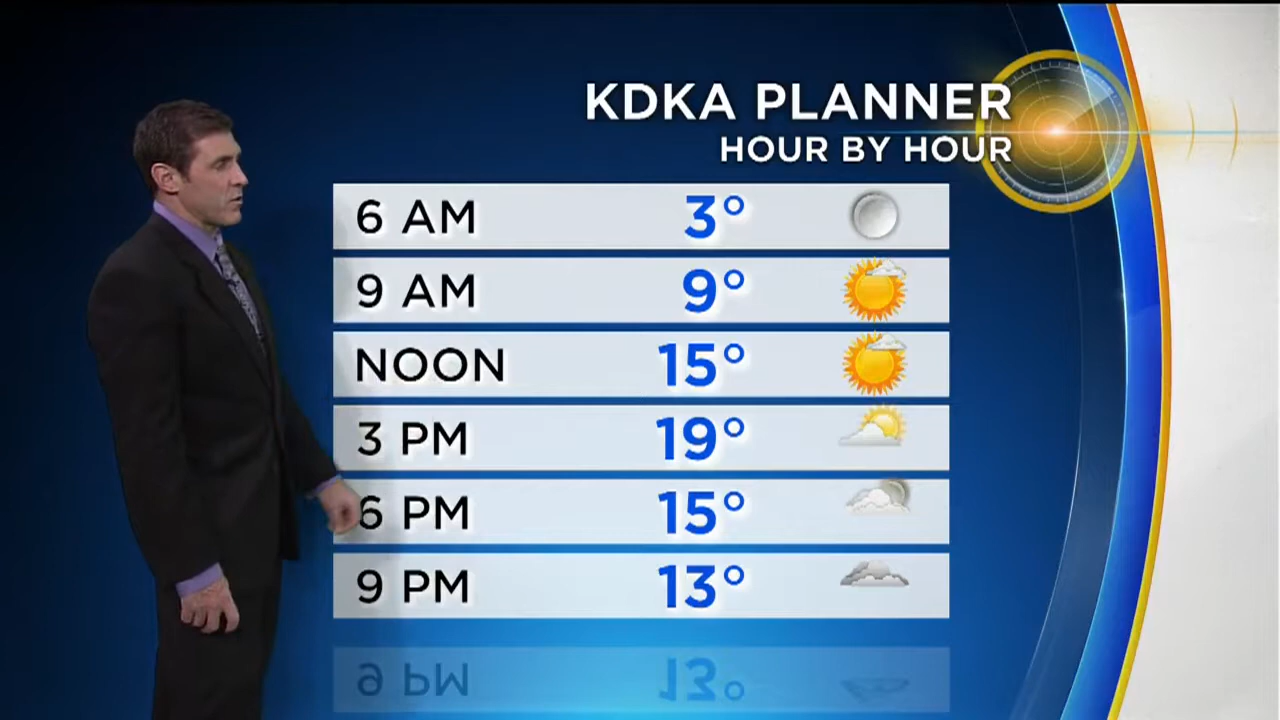 KDKA PLANNER
HOUR BY HOUR
6 AM 3°
9 AM 9°
NOON 15°
3 PM 19°
6 PM 15°
9 PM 13°